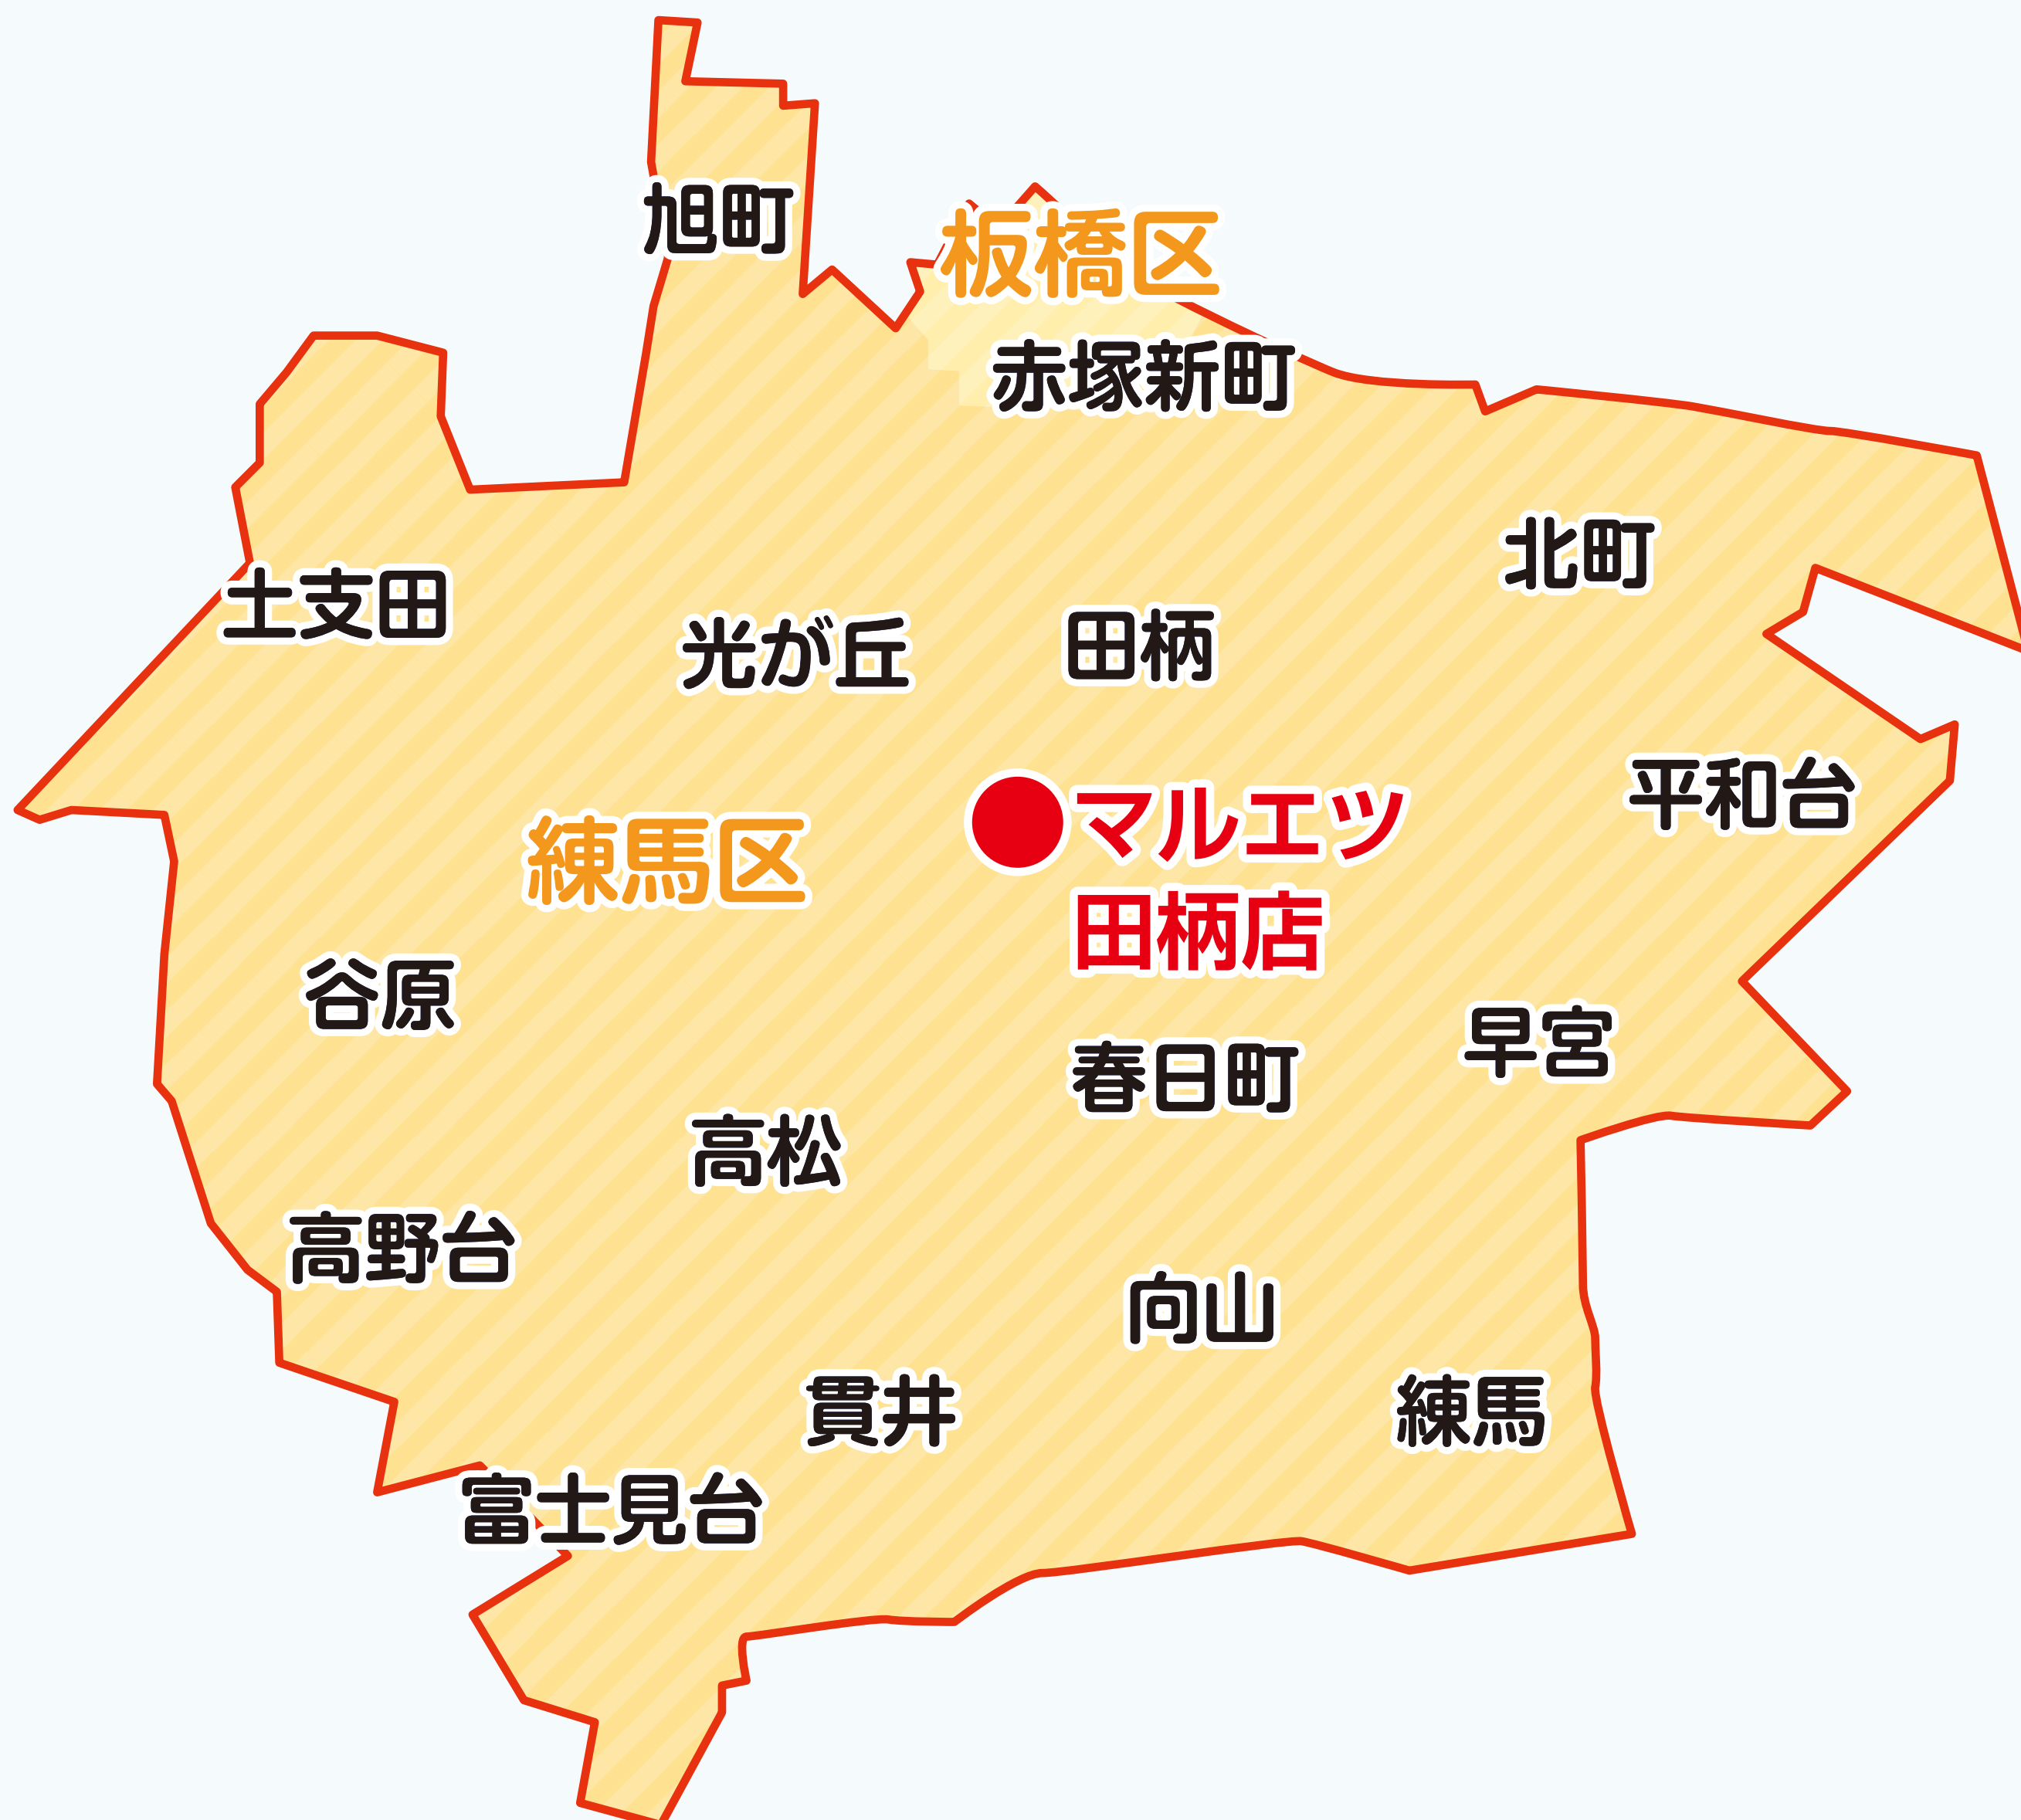 旭町
板橋区
赤塚新町
北町
土支田
光が丘
田柄
平和台
マルエツ
田柄店
練馬区
谷原
早宮
春日町
高松
高野台
向山
貫井
練馬
富士見台